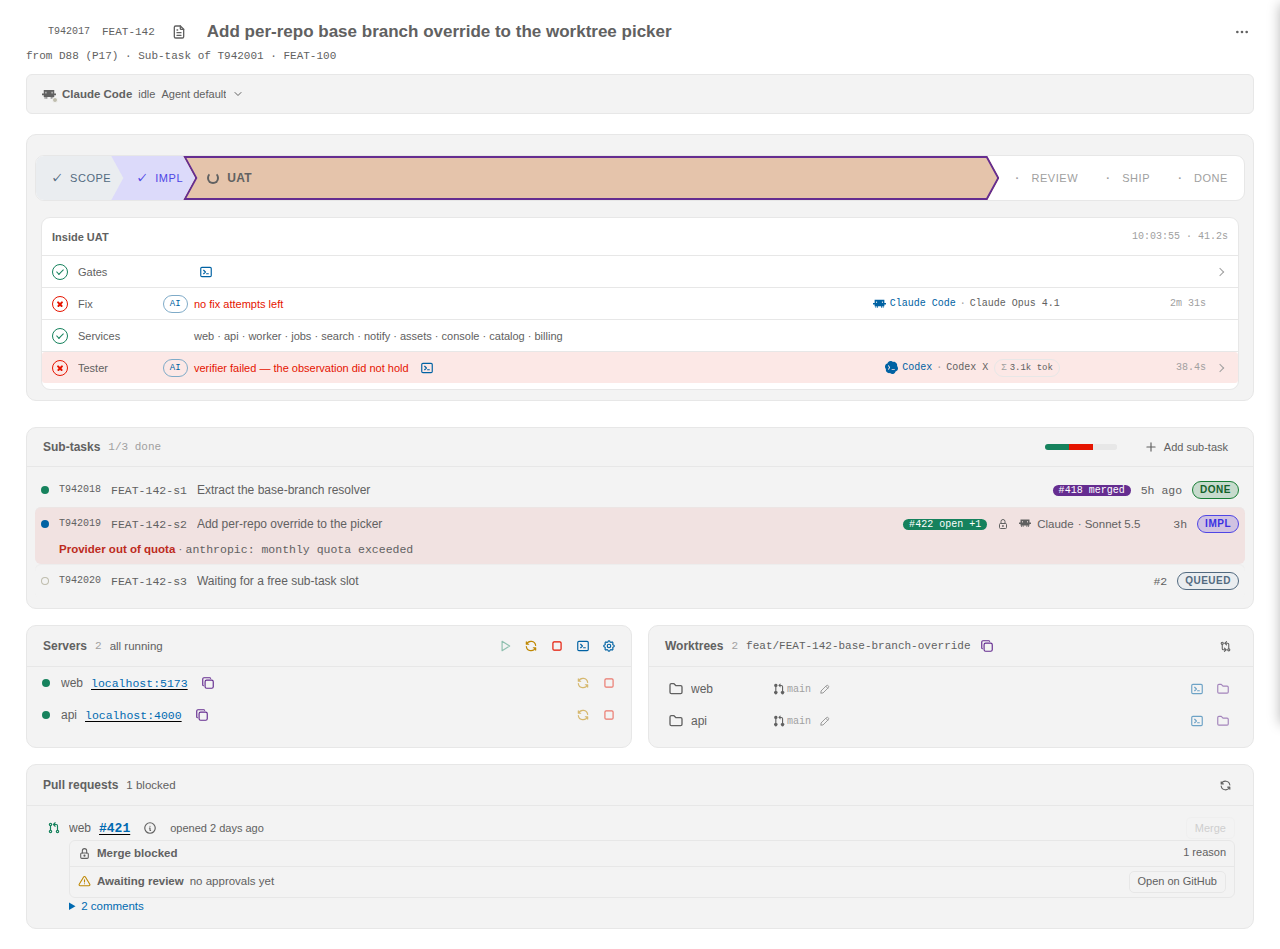 T942017 FEAT-142 Add per-repo base branch override to the worktree picker
from D88 (P17) · Sub-task of T942001 · FEAT-100
Claude Code idle Agent default
SCOPE IMPL UAT · REVIEW · SHIP · DONE
Inside UAT 10:03:55 · 41.2s
Gates
Fix AI no fix attempts left Claude Code · Claude Opus 4.1 2m 31s
Services web · api · worker · jobs · search · notify · assets · console · catalog · billing
Tester AI verifier failed — the observation did not hold Codex · Codex X Σ 3.1k tok 38.4s
Sub-tasks 1/3 done Add sub-task
T942018 FEAT-142-s1 Extract the base-branch resolver #418 merged 5h ago DONE
T942019 FEAT-142-s2 Add per-repo override to the picker #422 open +1 Claude · Sonnet 5.5 3h IMPL
Provider out of quota · anthropic: monthly quota exceeded
T942020 FEAT-142-s3 Waiting for a free sub-task slot #2 QUEUED
Servers 2 all running
web localhost:5173
api localhost:4000
Worktrees 2 feat/FEAT-142-base-branch-override
web main
api main
Pull requests 1 blocked
web #421 opened 2 days ago Merge
Merge blocked 1 reason
Awaiting review no approvals yet Open on GitHub
2 comments